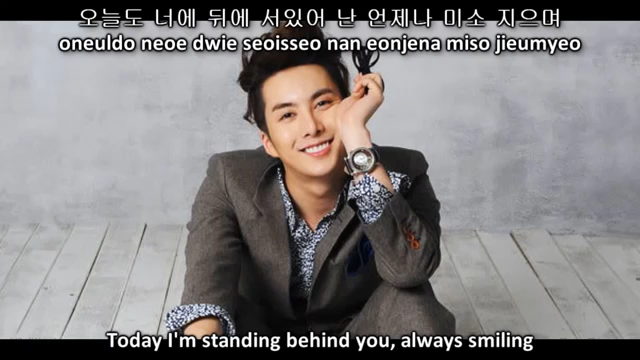 오늘도 너에 뒤에 서있어 난 언제나 미소 지으며
oneuldo neoe dwie seoisseo nan eonjena miso jieumyeo
Today I'm standing behind you, always smiling